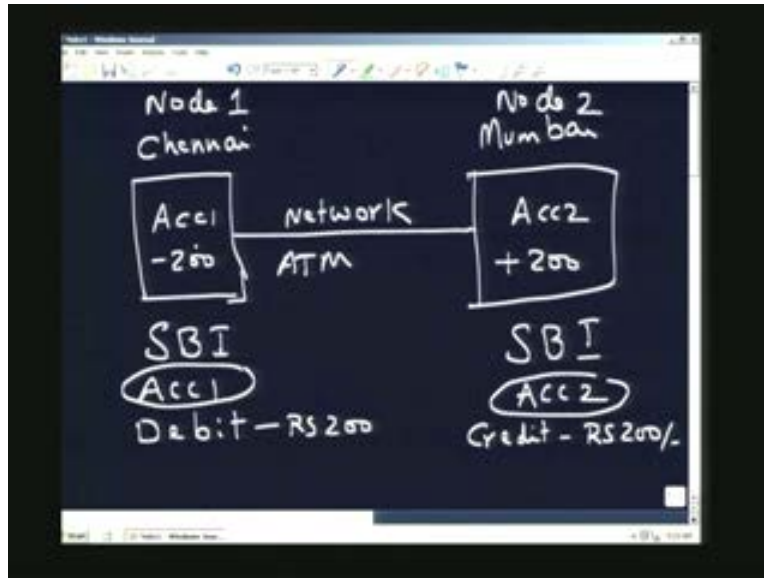 Node 1
Chennai
Node 2
Mumbai
Acc1
-200
Network
ATM
Acc2
+200
SBI
Acc1
Debit - RS 200
SBI
Acc2
Credit - RS 200/-